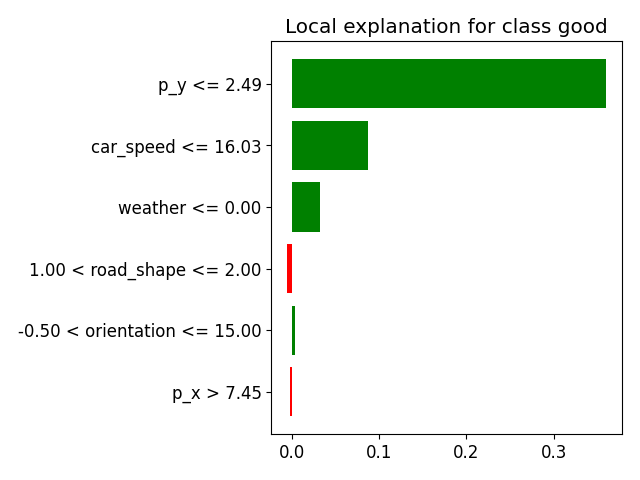 Local explanation for class good
p_y <= 2.49
car_speed <= 16.03
weather <= 0.00
1.00 < road_shape <= 2.00
-0.50 < orientation <= 15.00
p_x > 7.45
0.0 0.1 0.2 0.3